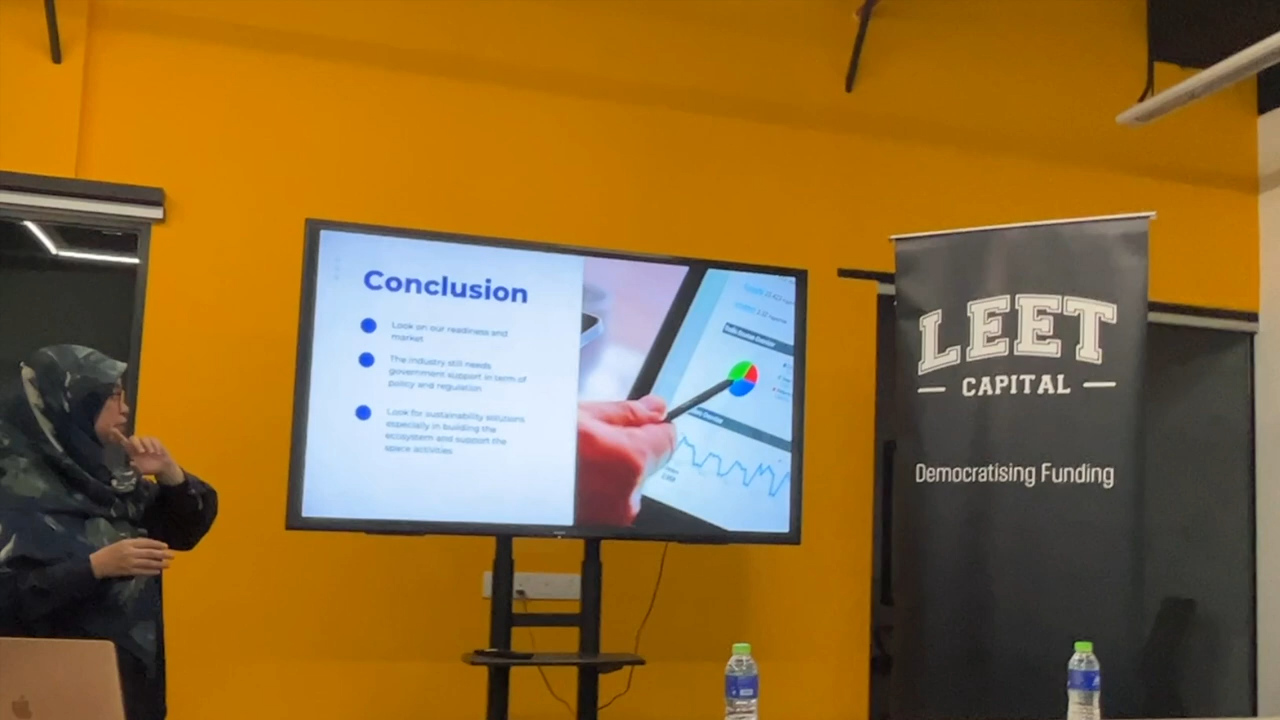 Conclusion
Look on our readiness and
market
The industry still needs
government support in term of
policy and regulation
Look for sustainability solutions
especially in building the
ecosystem and support the
space activities
LEET
CAPITAL
Democratising Funding